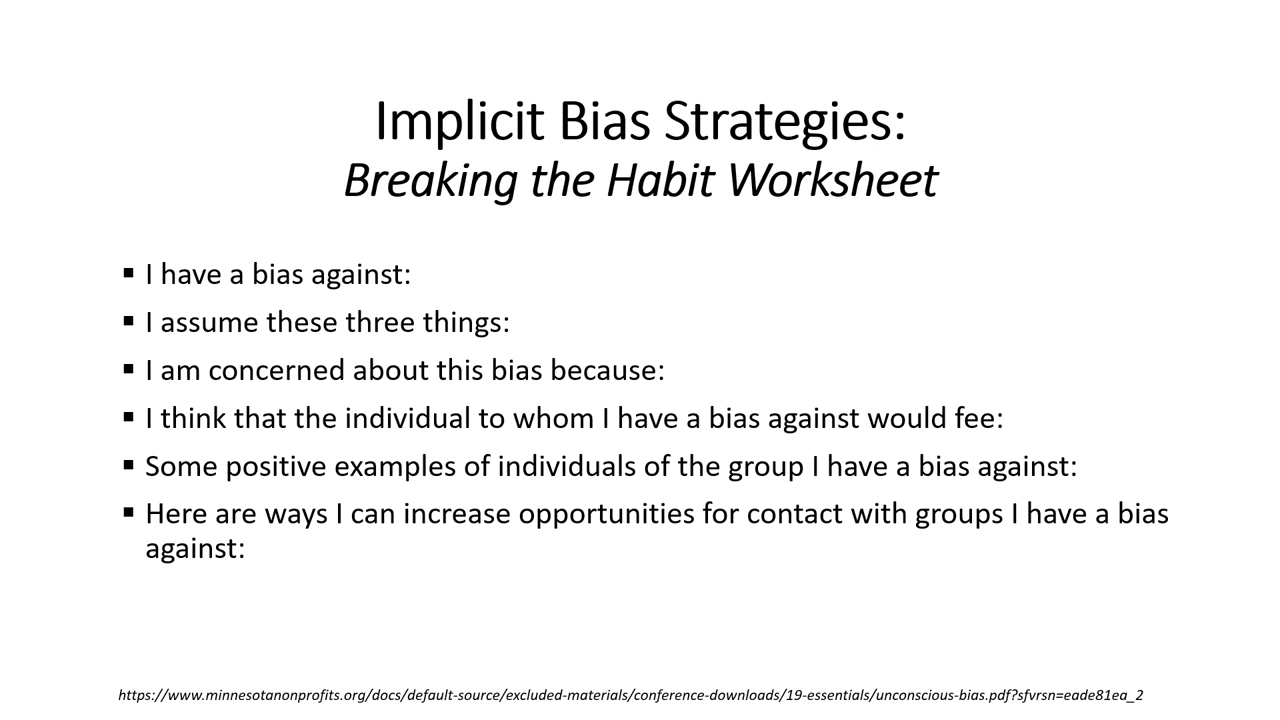 Implicit Bias Strategies:
Breaking the Habit Worksheet
▪ I have a bias against:
▪ I assume these three things:
▪ I am concerned about this bias because:
▪ I think that the individual to whom I have a bias against would fee:
▪ Some positive examples of individuals of the group I have a bias against:
▪ Here are ways I can increase opportunities for contact with groups I have a bias
against:
https://www.minnesotanonprofits.org/docs/default-source/excluded-materials/conference-downloads/19-essentials/unconscious-bias.pdf?sfvrsn=eade81ea_2